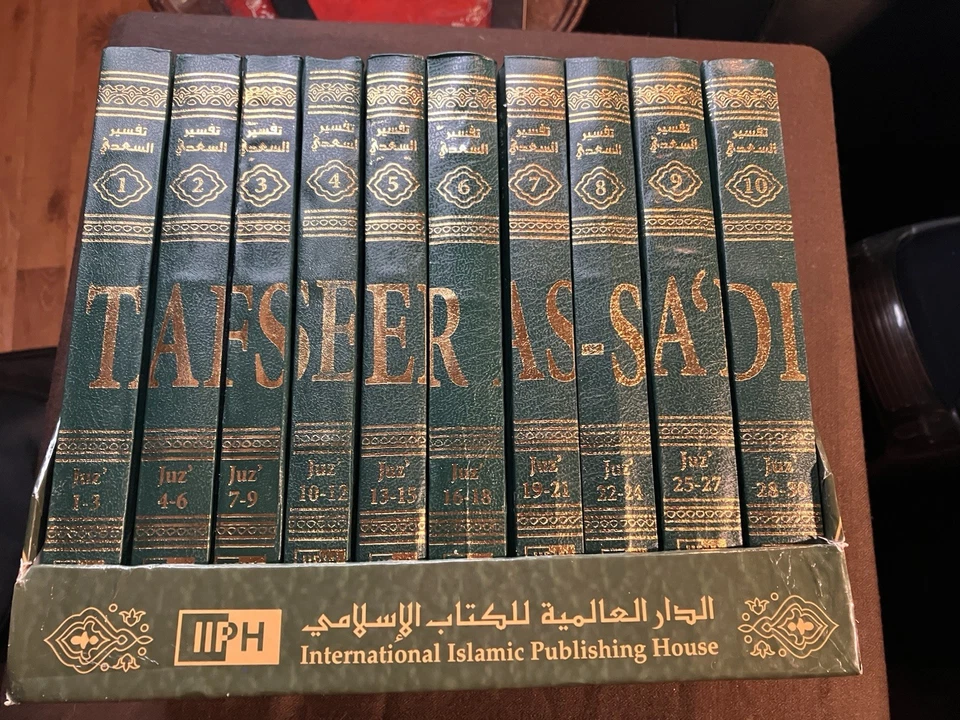 تفسير
السعدي
1
تفسير
السعدي
2
تفسير
السعدي
3
تفسير
السعدي
4
تفسير
السعدي
5
تفسير
السعدي
6
تفسير
السعدي
7
تفسير
السعدي
8
تفسير
السعدي
9
تفسير
السعدي
10
TAFSEER AS-SA‘DI
Juz’
1-3
Juz’
4-6
Juz’
7-9
Juz’
10-12
Juz’
13-15
Juz’
16-18
Juz’
19-21
Juz’
22-24
Juz’
25-27
Juz’
28-30
IIPH
الدار العالمية للكتاب الإسلامي
International Islamic Publishing House